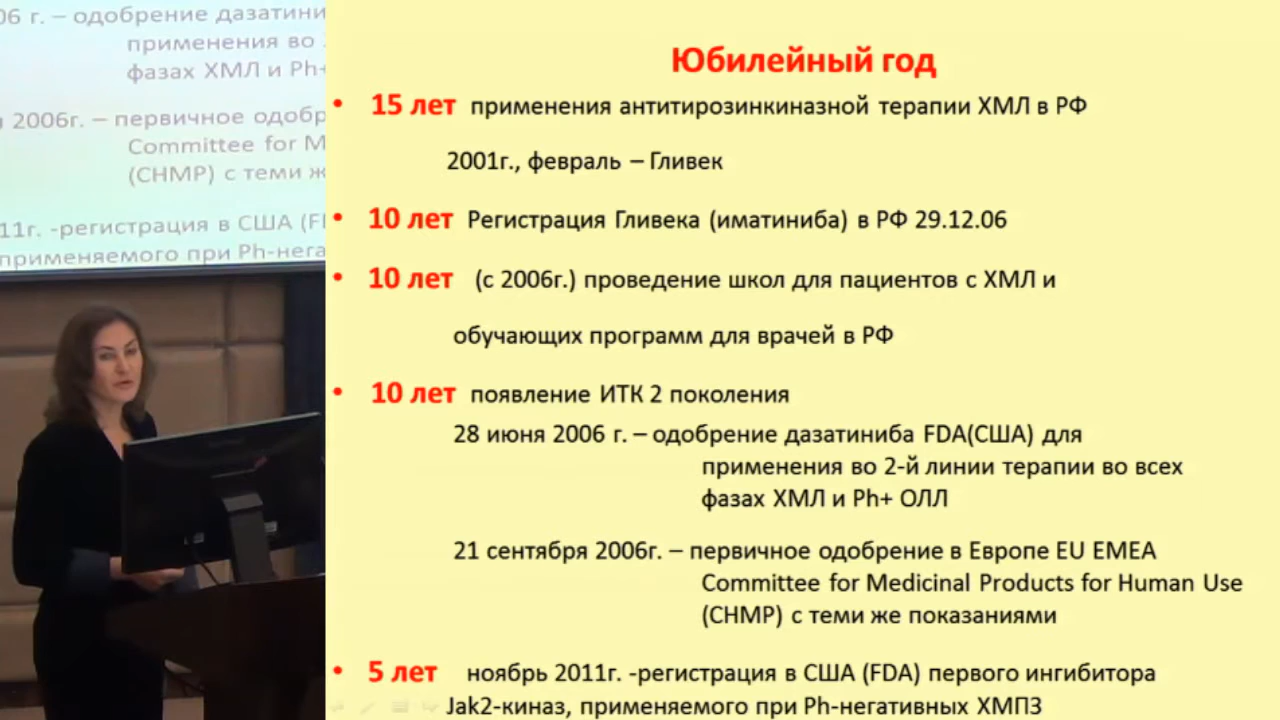 06 г. – одобрение дазатини
применения во
фазах ХМЛ и Ph+
2006г. – первичное одобр
Committee for M
(CHMP) с теми ж
11г. -регистрация в США (F
применяемого при Ph-нега
Юбилейный год
• 15 лет применения антитирозинкиназной терапии ХМЛ в РФ
2001г., февраль – Гливек
• 10 лет Регистрация Гливека (иматиниба) в РФ 29.12.06
• 10 лет (с 2006г.) проведение школ для пациентов с ХМЛ и
обучающих программ для врачей в РФ
• 10 лет появление ИТК 2 поколения
28 июня 2006 г. – одобрение дазатиниба FDA(США) для
применения во 2-й линии терапии во всех
фазах ХМЛ и Ph+ ОЛЛ
21 сентября 2006г. – первичное одобрение в Европе EU EMEA
Committee for Medicinal Products for Human Use
(CHMP) с теми же показаниями
• 5 лет ноябрь 2011г. -регистрация в США (FDA) первого ингибитора
Jak2-киназ, применяемого при Ph-негативных ХМПЗ